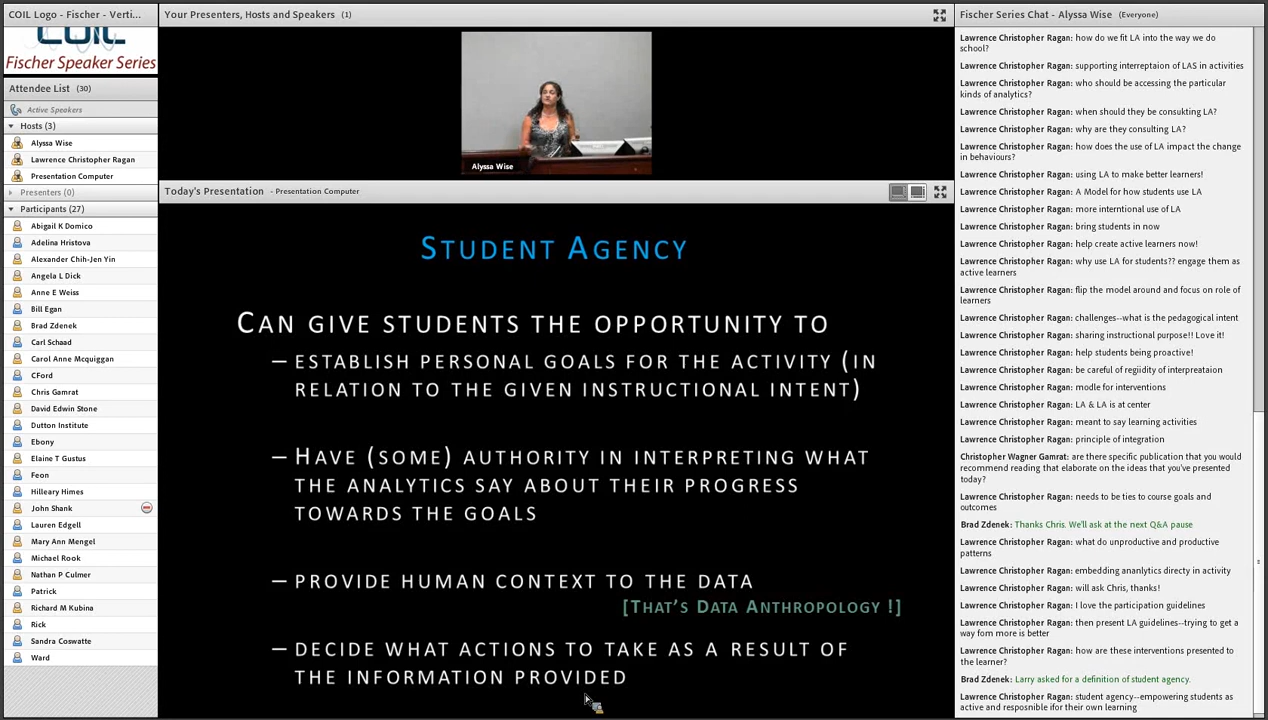 COIL Logo - Fischer - Verti...
COIL
Fischer Speaker Series
Attendee List (30)
Active Speakers
Hosts (3)
Alyssa Wise
Lawrence Christopher Ragan
Presentation Computer
Presenters (0)
Participants (27)
Abigail K Domico
Adelina Hristova
Alexander Chih-Jen Yin
Angela L Dick
Anne E Weiss
Bill Egan
Brad Zdenek
Carl Schaad
Carol Anne Mcquiggan
CFord
Chris Gamrat
David Edwin Stone
Dutton Institute
Ebony
Elaine T Gustus
Feon
Hilleary Himes
John Shank
Lauren Edgell
Mary Ann Mengel
Michael Rook
Nathan P Culmer
Patrick
Richard M Kubina
Rick
Sandra Coswatte
Ward
Your Presenters, Hosts and Speakers (1)
Alyssa Wise
Today's Presentation - Presentation Computer
STUDENT AGENCY
CAN GIVE STUDENTS THE OPPORTUNITY TO
– ESTABLISH PERSONAL GOALS FOR THE ACTIVITY (IN
RELATION TO THE GIVEN INSTRUCTIONAL INTENT)
– HAVE (SOME) AUTHORITY IN INTERPRETING WHAT
THE ANALYTICS SAY ABOUT THEIR PROGRESS
TOWARDS THE GOALS
– PROVIDE HUMAN CONTEXT TO THE DATA
[THAT'S DATA ANTHROPOLOGY !]
– DECIDE WHAT ACTIONS TO TAKE AS A RESULT OF
THE INFORMATION PROVIDED
Fischer Series Chat - Alyssa Wise (Everyone)
Lawrence Christopher Ragan: how do we fit LA into the way we do
school?
Lawrence Christopher Ragan: supporting interreptaion of LAS in activities
Lawrence Christopher Ragan: who should be accessing the particular
kinds of analytics?
Lawrence Christopher Ragan: when should they be consukting LA?
Lawrence Christopher Ragan: why are they consulting LA?
Lawrence Christopher Ragan: how does the use of LA impact the change
in behaviours?
Lawrence Christopher Ragan: using LA to make better learners!
Lawrence Christopher Ragan: A Model for how students use LA
Lawrence Christopher Ragan: more interntional use of LA
Lawrence Christopher Ragan: bring students in now
Lawrence Christopher Ragan: help create active learners now!
Lawrence Christopher Ragan: why use LA for students?? engage them as
active learners
Lawrence Christopher Ragan: flip the model around and focus on role of
learners
Lawrence Christopher Ragan: challenges--what is the pedagogical intent
Lawrence Christopher Ragan: sharing instructional purpose!! Love it!
Lawrence Christopher Ragan: help students being proactive!
Lawrence Christopher Ragan: be careful of regiidity of interpreataion
Lawrence Christopher Ragan: modle for interventions
Lawrence Christopher Ragan: LA & LA is at center
Lawrence Christopher Ragan: meant to say learning activities
Lawrence Christopher Ragan: principle of integration
Christopher Wagner Gamrat: are there specific publication that you would
recommend reading that elaborate on the ideas that you've presented
today?
Lawrence Christopher Ragan: needs to be ties to course goals and
outcomes
Brad Zdenek: Thanks Chris. We'll ask at the next Q&A pause
Lawrence Christopher Ragan: what do unproductive and productive
patterns
Lawrence Christopher Ragan: embedding ananlytics directy in activity
Lawrence Christopher Ragan: will ask Chris, thanks!
Lawrence Christopher Ragan: I love the participation guidelines
Lawrence Christopher Ragan: then present LA guidelines--trying to get a
way fom more is better
Lawrence Christopher Ragan: how are these interventions presented to
the learner?
Brad Zdenek: Larry asked for a definition of student agency.
Lawrence Christopher Ragan: student agency--empowering students as
active and resposnible ifor their own learning